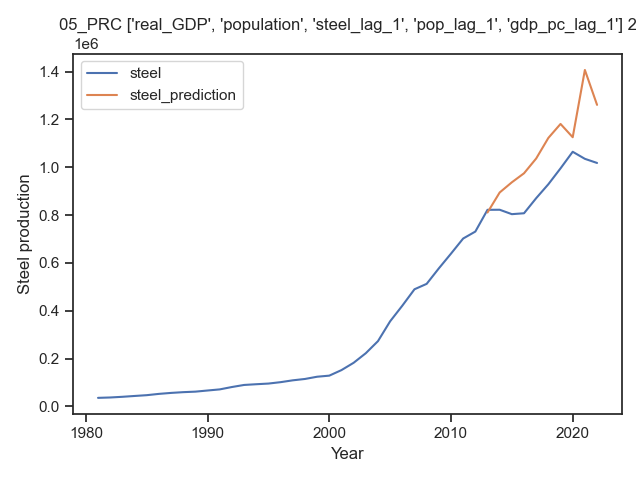 05_PRC ['real_GDP', 'population', 'steel_lag_1', 'pop_lag_1', 'gdp_pc_lag_1'] 2
1e6
steel
steel_prediction
1.4
1.2
1.0
0.8
0.6
0.4
0.2
0.0
Steel production
1980
1990
2000
2010
2020
Year